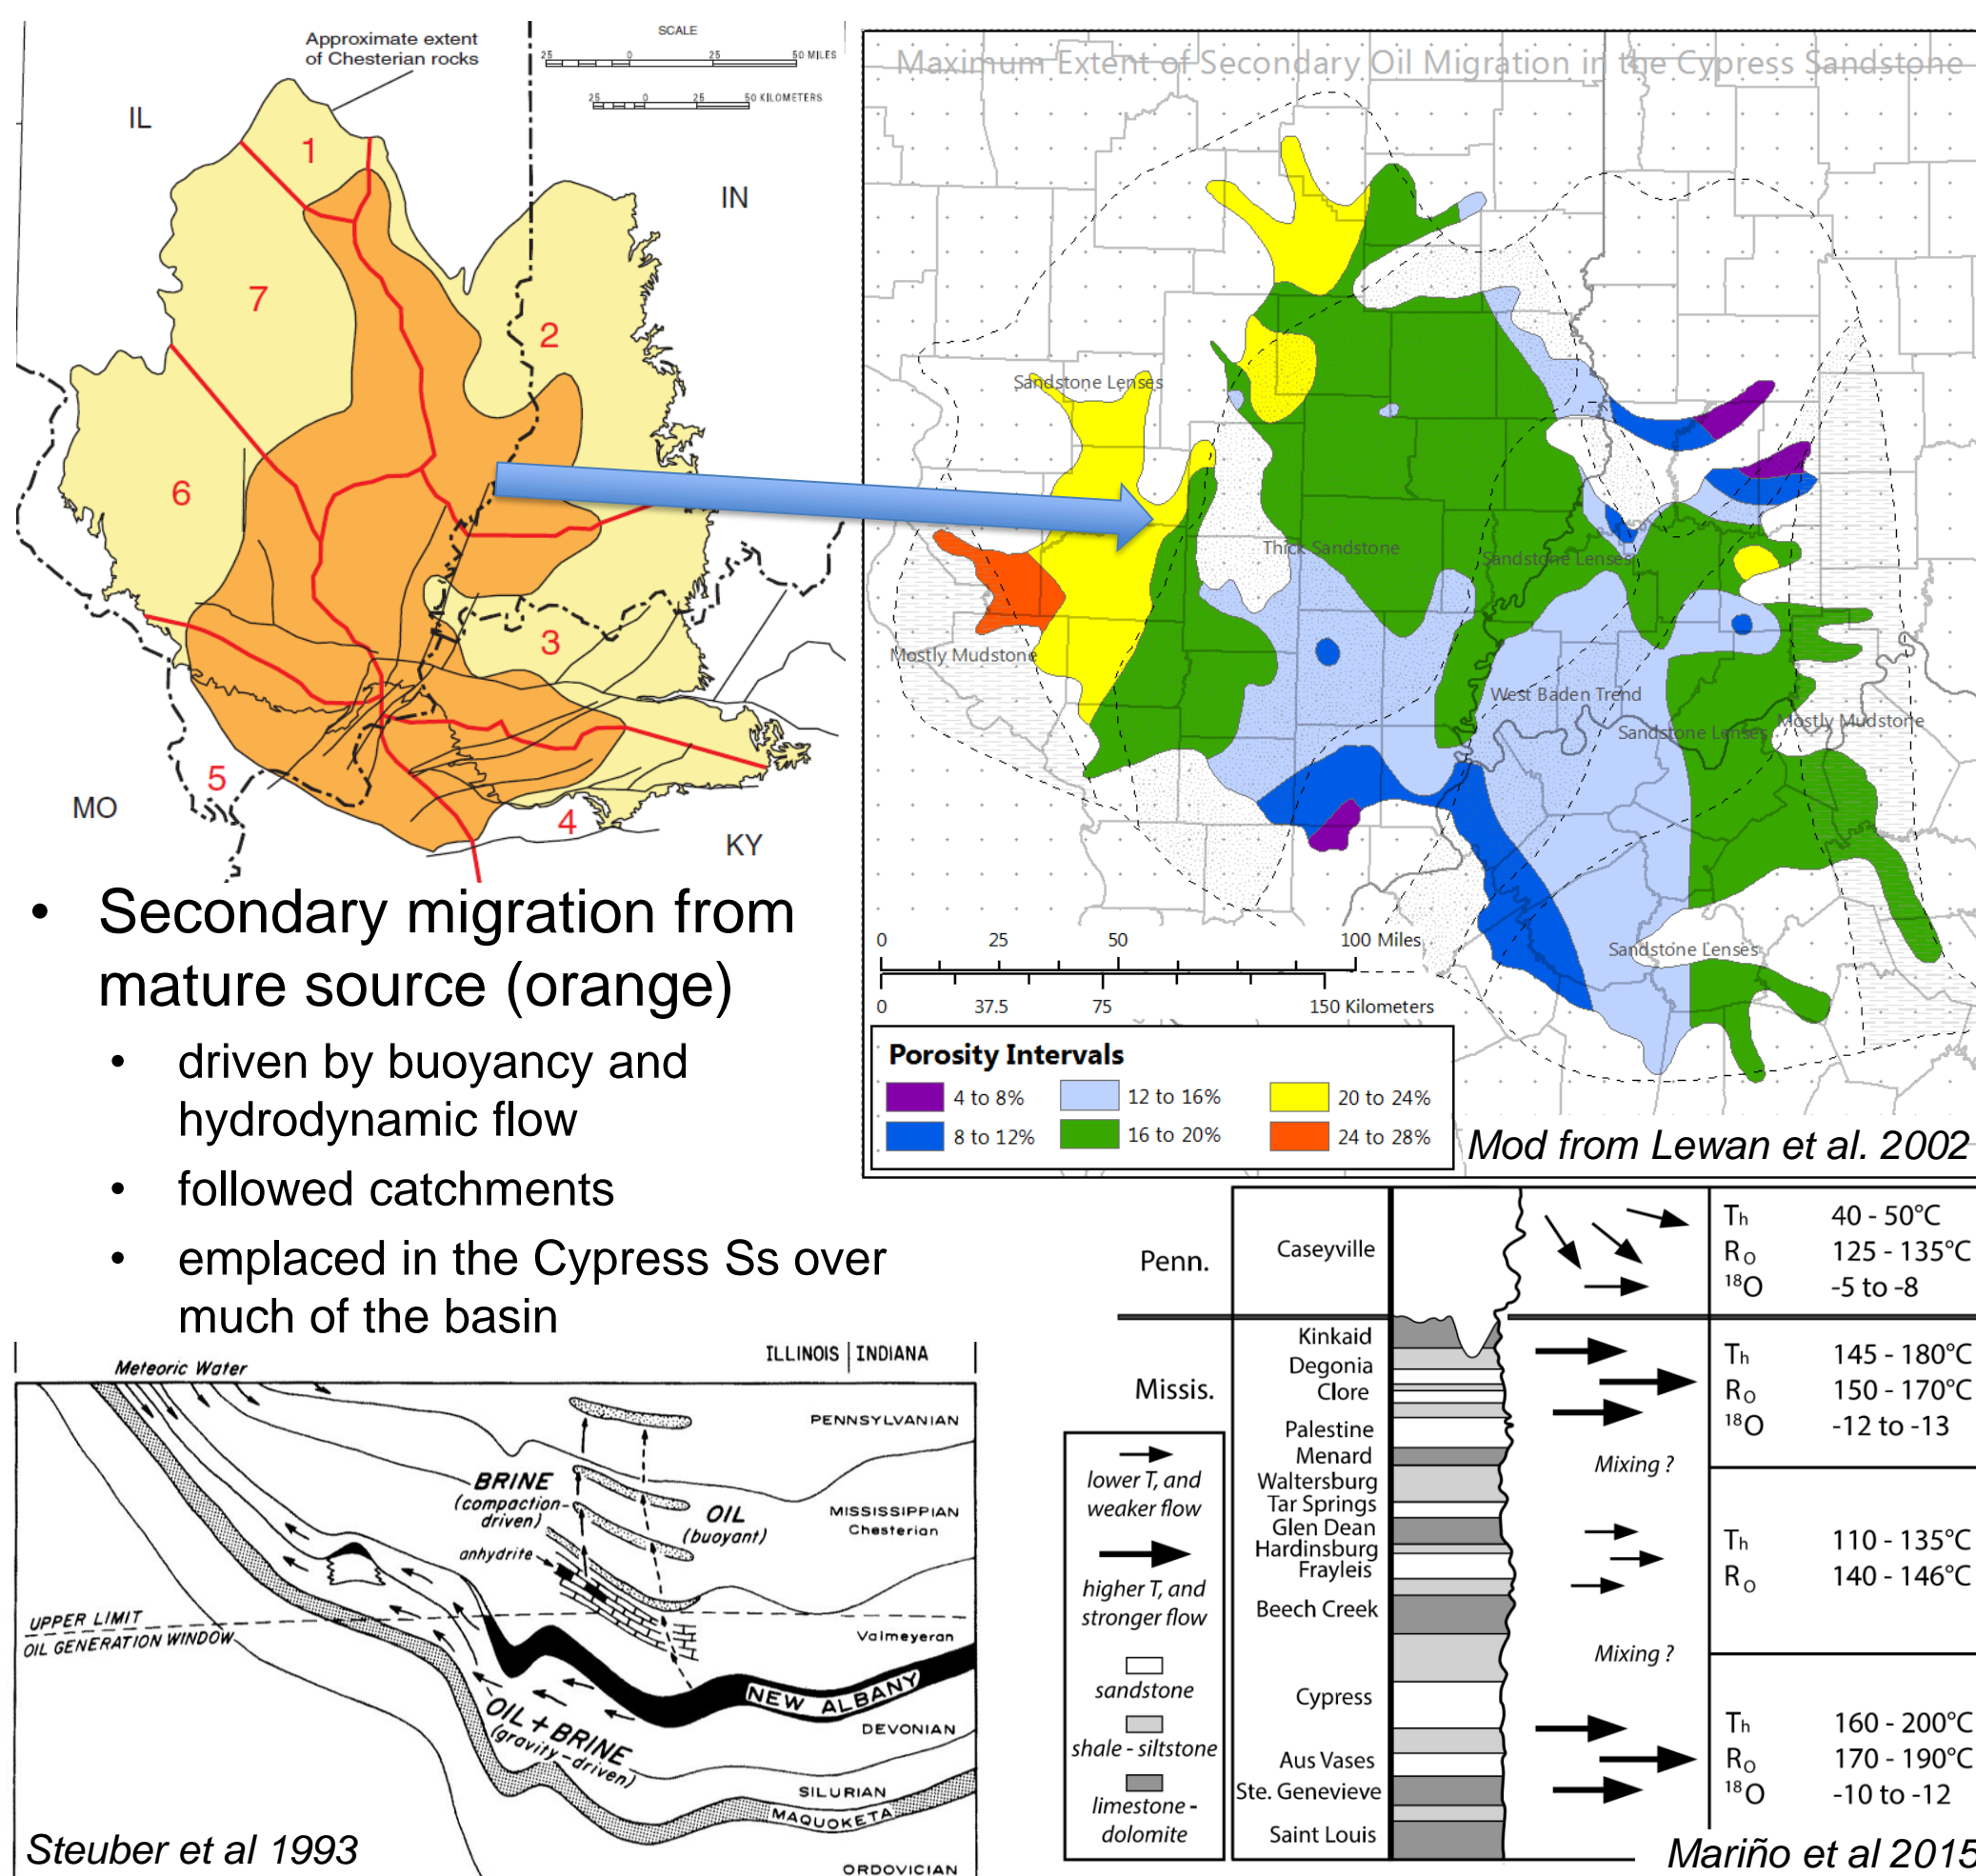 Approximate extent
of Chesterian rocks
SCALE
25 0 25 50 MILES
25 0 25 50 KILOMETERS
IL
IN
MO
KY
1
2
3
4
5
6
7
Maximum Extent of Secondary Oil Migration in the Cypress Sandstone
Sandstone Lenses
Thick Sandstone
Sandstone Lenses
Mostly Mudstone
West Baden Trend
Sandstone Lenses
Mostly Mudstone
Sandstone Lenses
0 25 50 100 Miles
0 37.5 75 150 Kilometers
Porosity Intervals
4 to 8% 12 to 16% 20 to 24%
8 to 12% 16 to 20% 24 to 28%
Mod from Lewan et al. 2002
• Secondary migration from
mature source (orange)
• driven by buoyancy and
hydrodynamic flow
• followed catchments
• emplaced in the Cypress Ss over
much of the basin
ILLINOIS INDIANA
Meteoric Water
PENNSYLVANIAN
BRINE
(compaction-
driven)
OIL
(buoyant)
MISSISSIPPIAN
Chesterian
anhydrite
UPPER LIMIT
OIL GENERATION WINDOW
Valmeyeran
NEW ALBANY
OIL + BRINE
(gravity-driven)
DEVONIAN
SILURIAN
MAQUOKETA
ORDOVICIAN
Steuber et al 1993
Penn.
Missis.
Caseyville
Kinkaid
Degonia
Clore
Palestine
Menard
Waltersburg
Tar Springs
Glen Dean
Hardinsburg
Frayleis
Beech Creek
Cypress
Aus Vases
Ste. Genevieve
Saint Louis
lower T, and
weaker flow
higher T, and
stronger flow
sandstone
shale - siltstone
limestone -
dolomite
Mixing ?
Mixing ?
Th 40 - 50°C
RO 125 - 135°C
18O -5 to -8
Th 145 - 180°C
RO 150 - 170°C
18O -12 to -13
Th 110 - 135°C
RO 140 - 146°C
Th 160 - 200°C
RO 170 - 190°C
18O -10 to -12
Mariño et al 2015